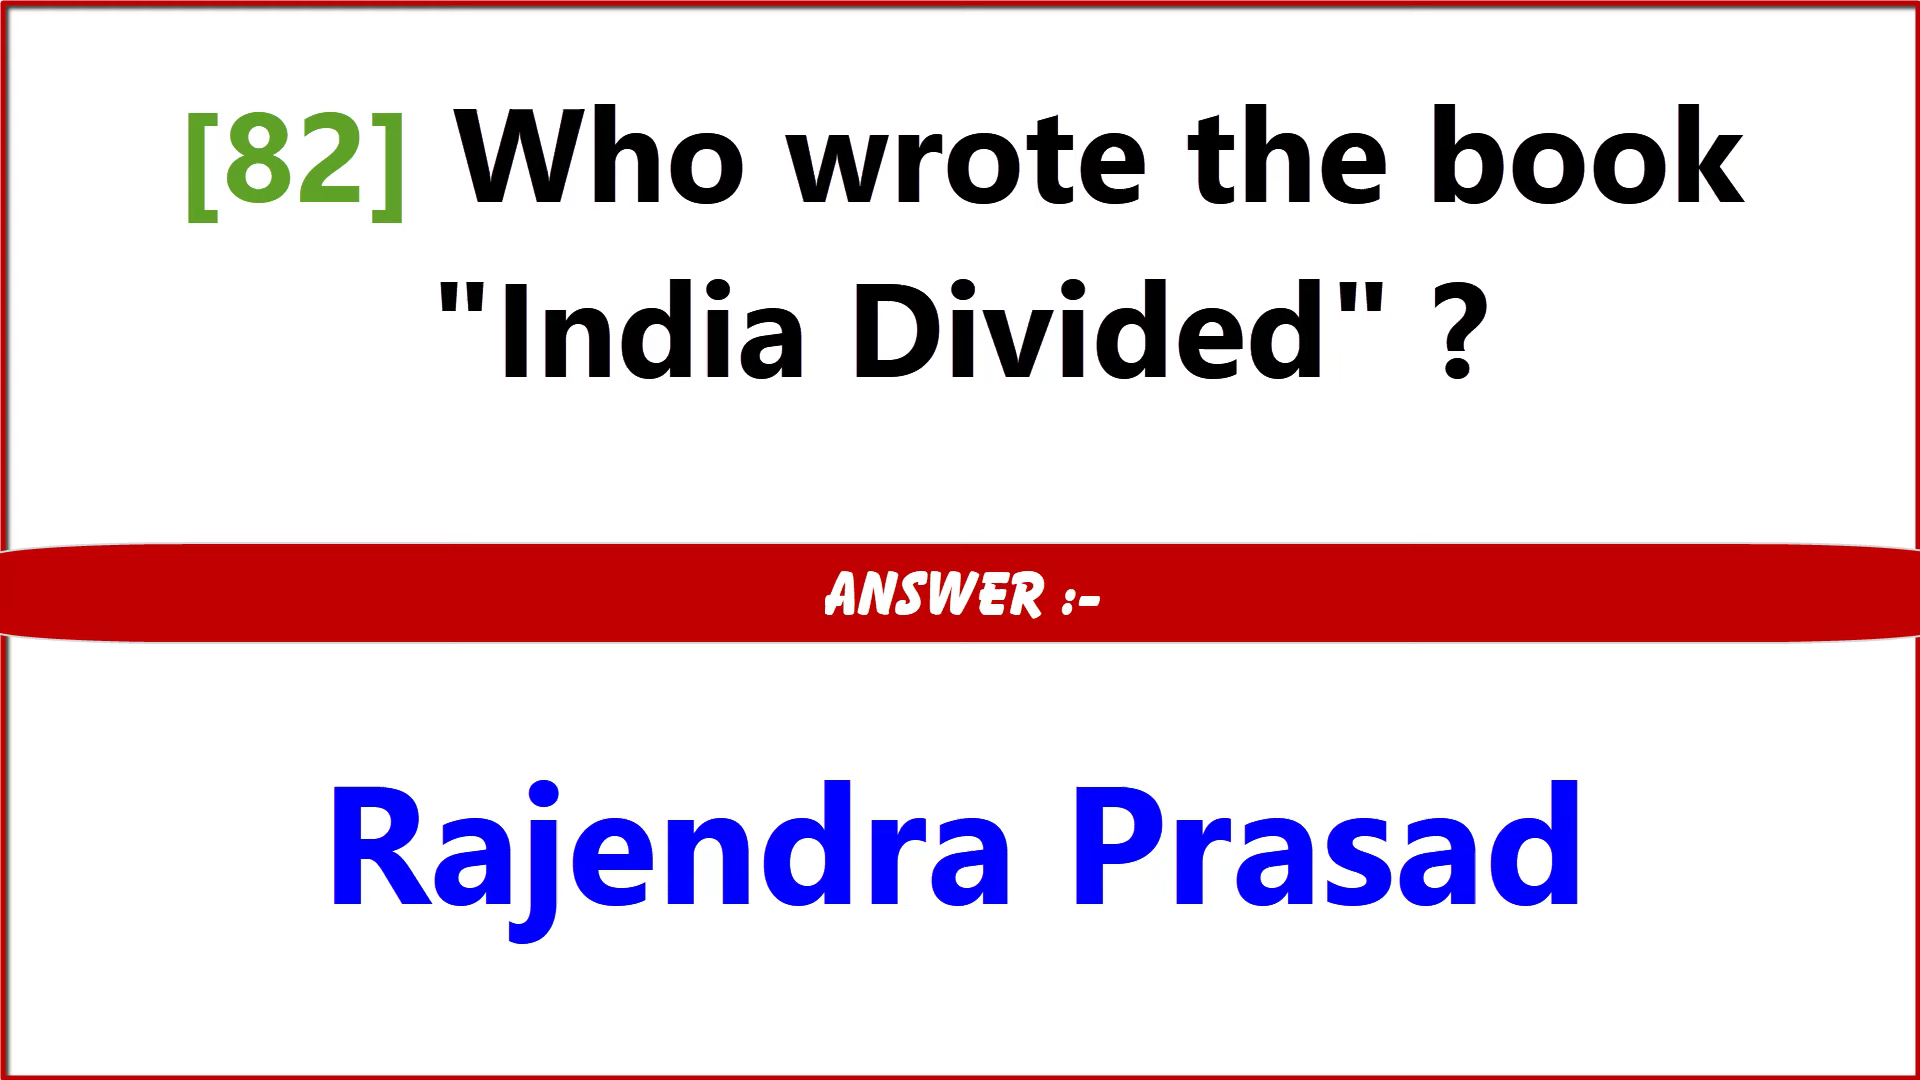 [82] Who wrote the book
"India Divided" ?
ANSWER :-
Rajendra Prasad